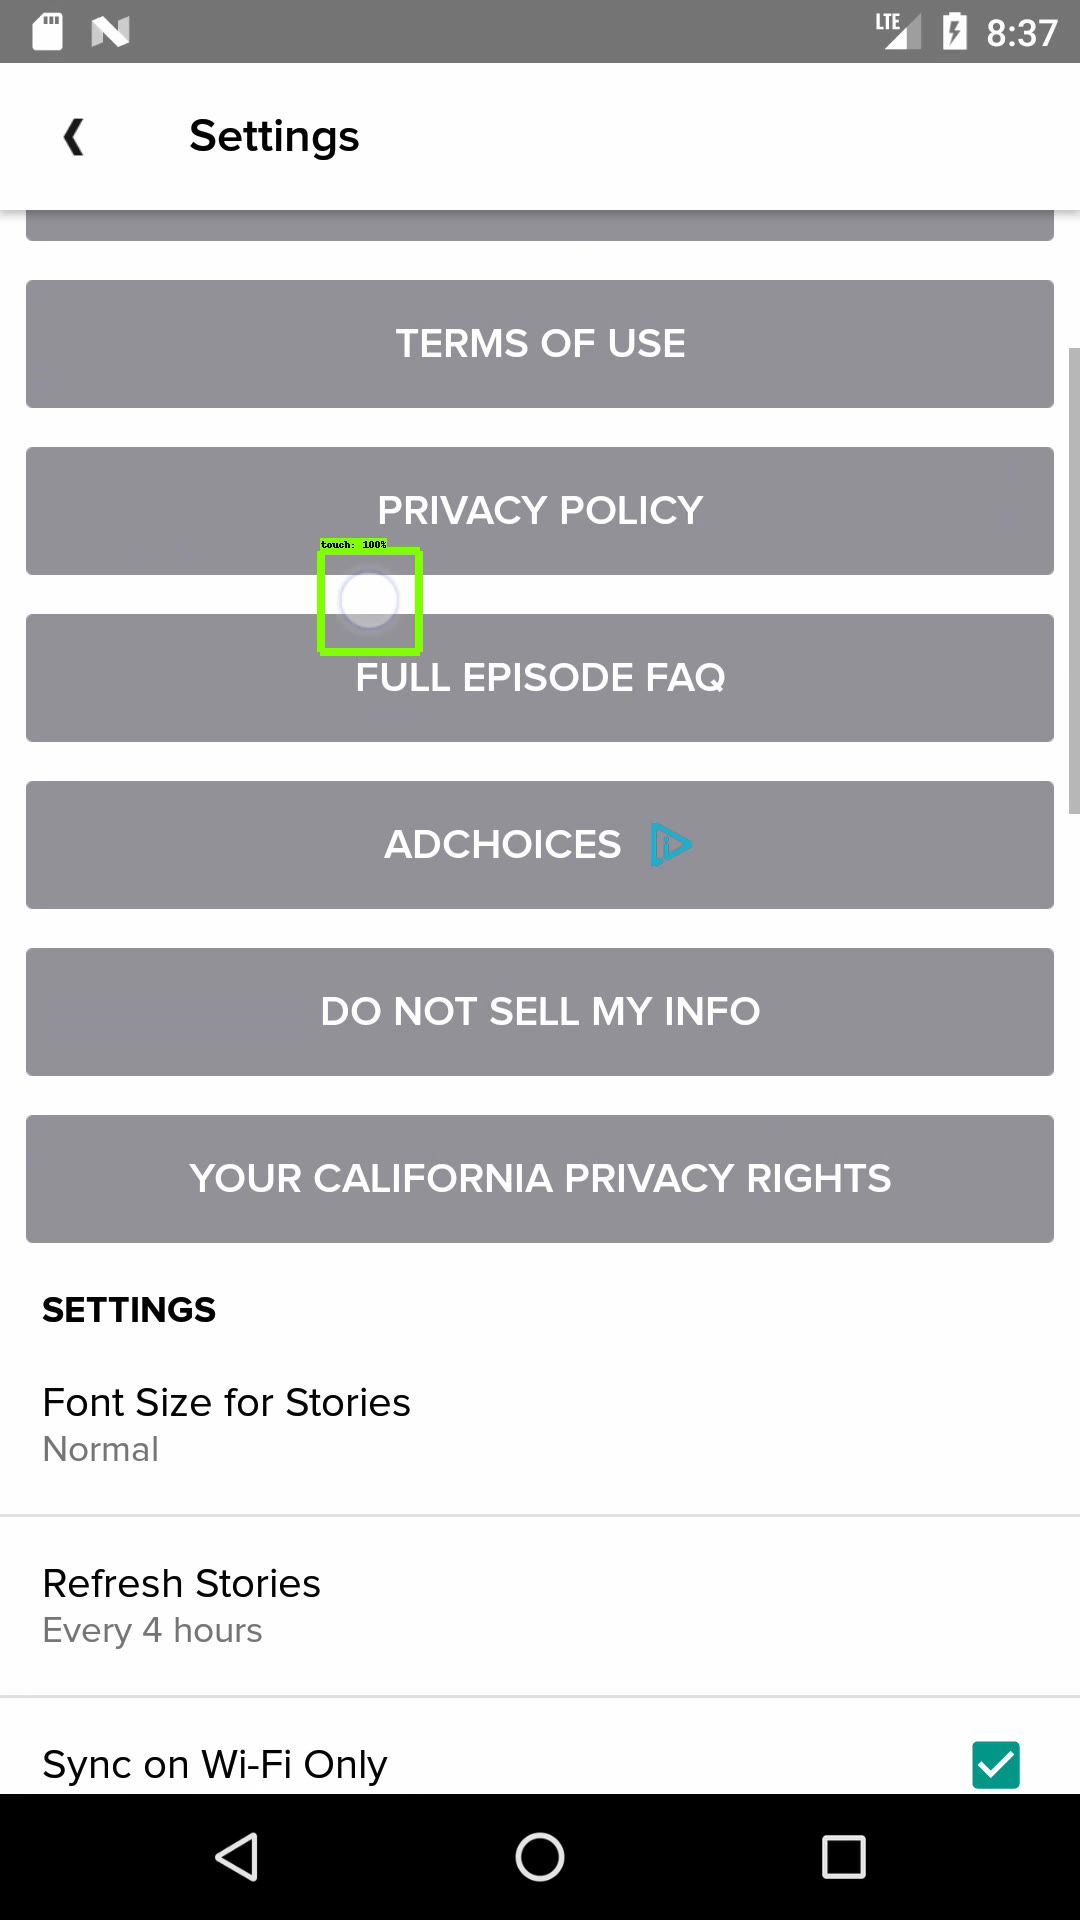 LTE 8:37
Settings
TERMS OF USE
PRIVACY POLICY
touch: 100%
FULL EPISODE FAQ
ADCHOICES
DO NOT SELL MY INFO
YOUR CALIFORNIA PRIVACY RIGHTS
SETTINGS
Font Size for Stories
Normal
Refresh Stories
Every 4 hours
Sync on Wi-Fi Only